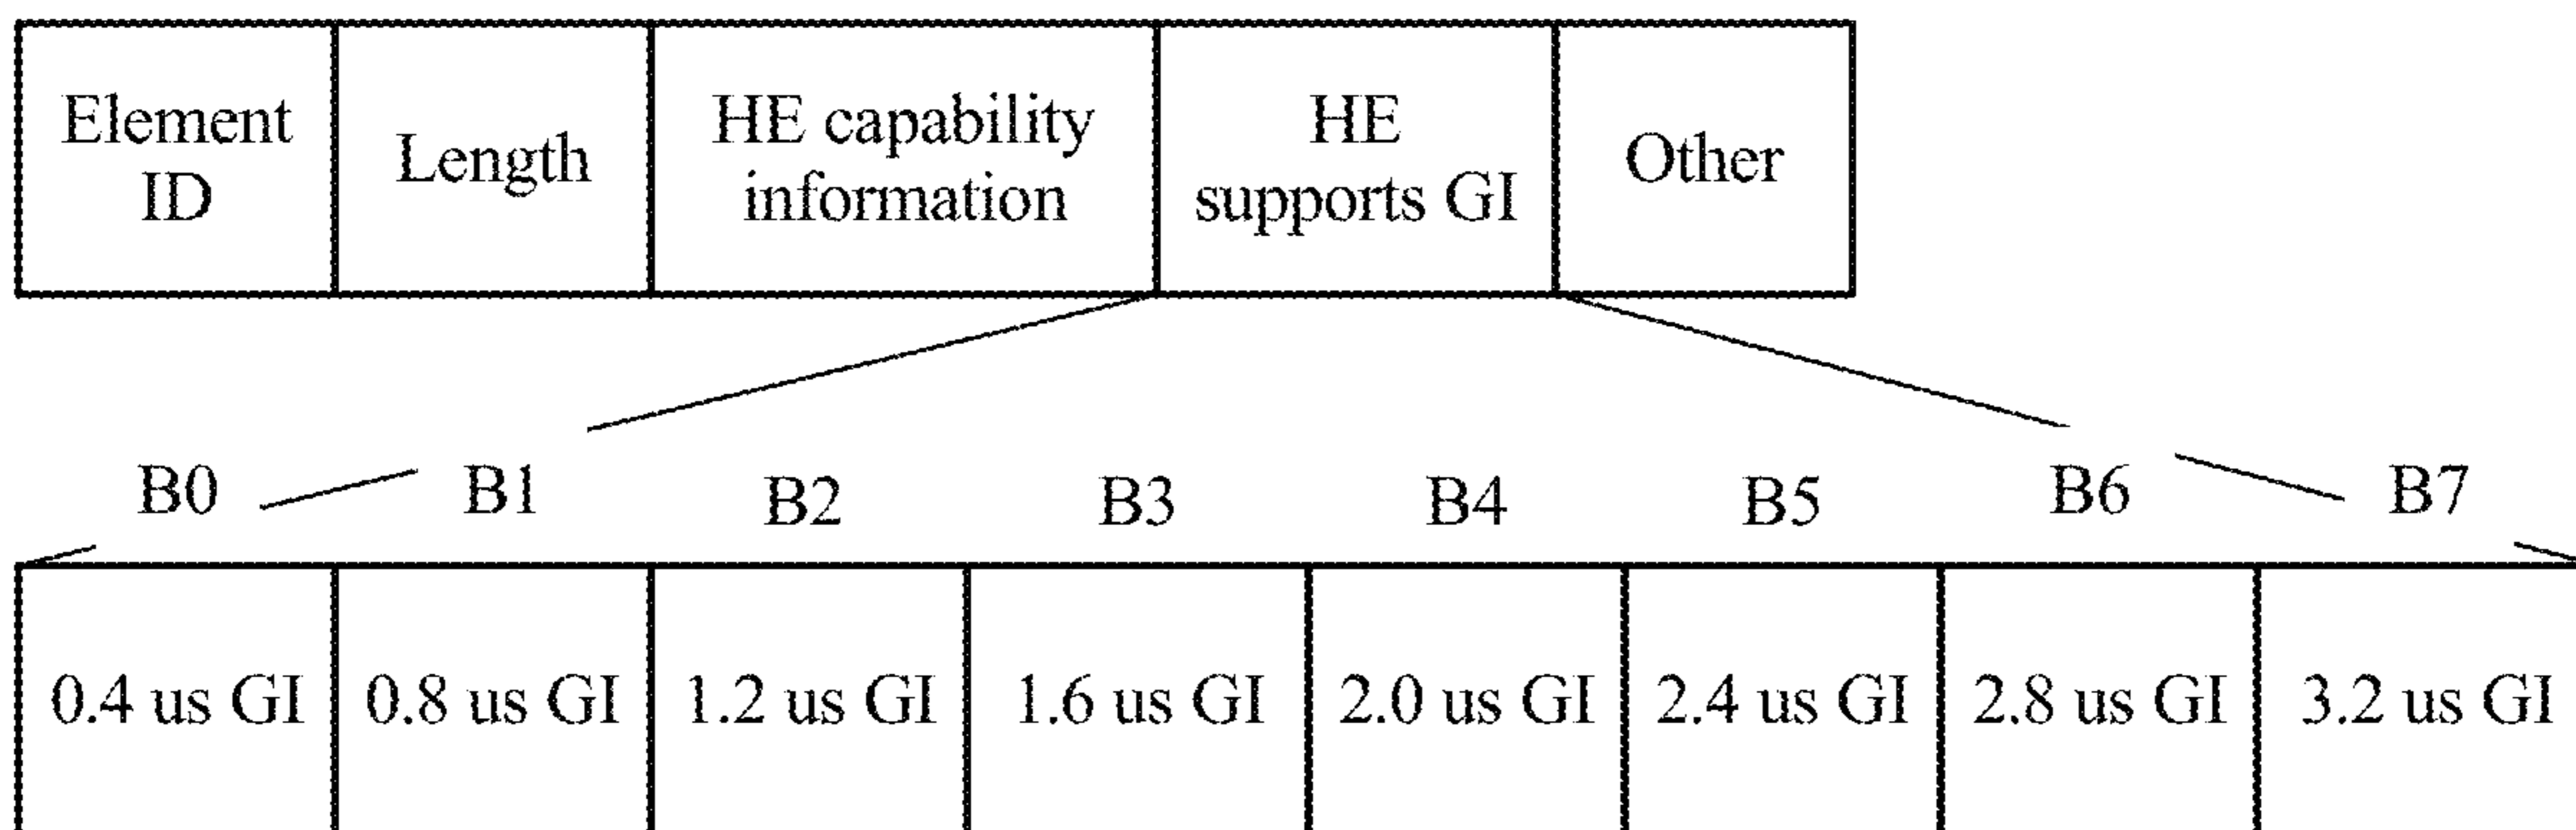 Element
ID
Length
HE capability
information
HE
supports GI
Other
B0
B1
B2
B3
B4
B5
B6
B7
0.4 us GI
0.8 us GI
1.2 us GI
1.6 us GI
2.0 us GI
2.4 us GI
2.8 us GI
3.2 us GI